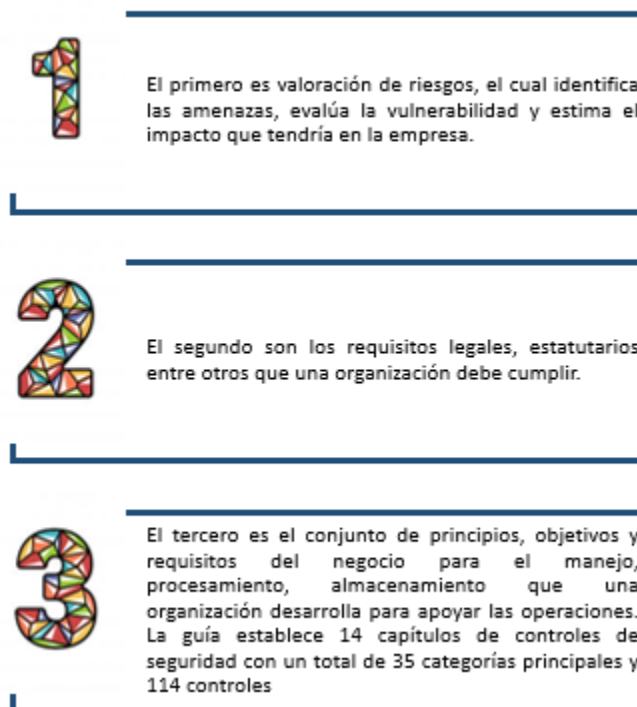 1
El primero es valoración de riesgos, el cual identifica
las amenazas, evalúa la vulnerabilidad y estima el
impacto que tendría en la empresa.
2
El segundo son los requisitos legales, estatutarios
entre otros que una organización debe cumplir.
3
El tercero es el conjunto de principios, objetivos y
requisitos del negocio para el manejo,
procesamiento, almacenamiento que una
organización desarrolla para apoyar las operaciones.
La guía establece 14 capítulos de controles de
seguridad con un total de 35 categorías principales y
114 controles